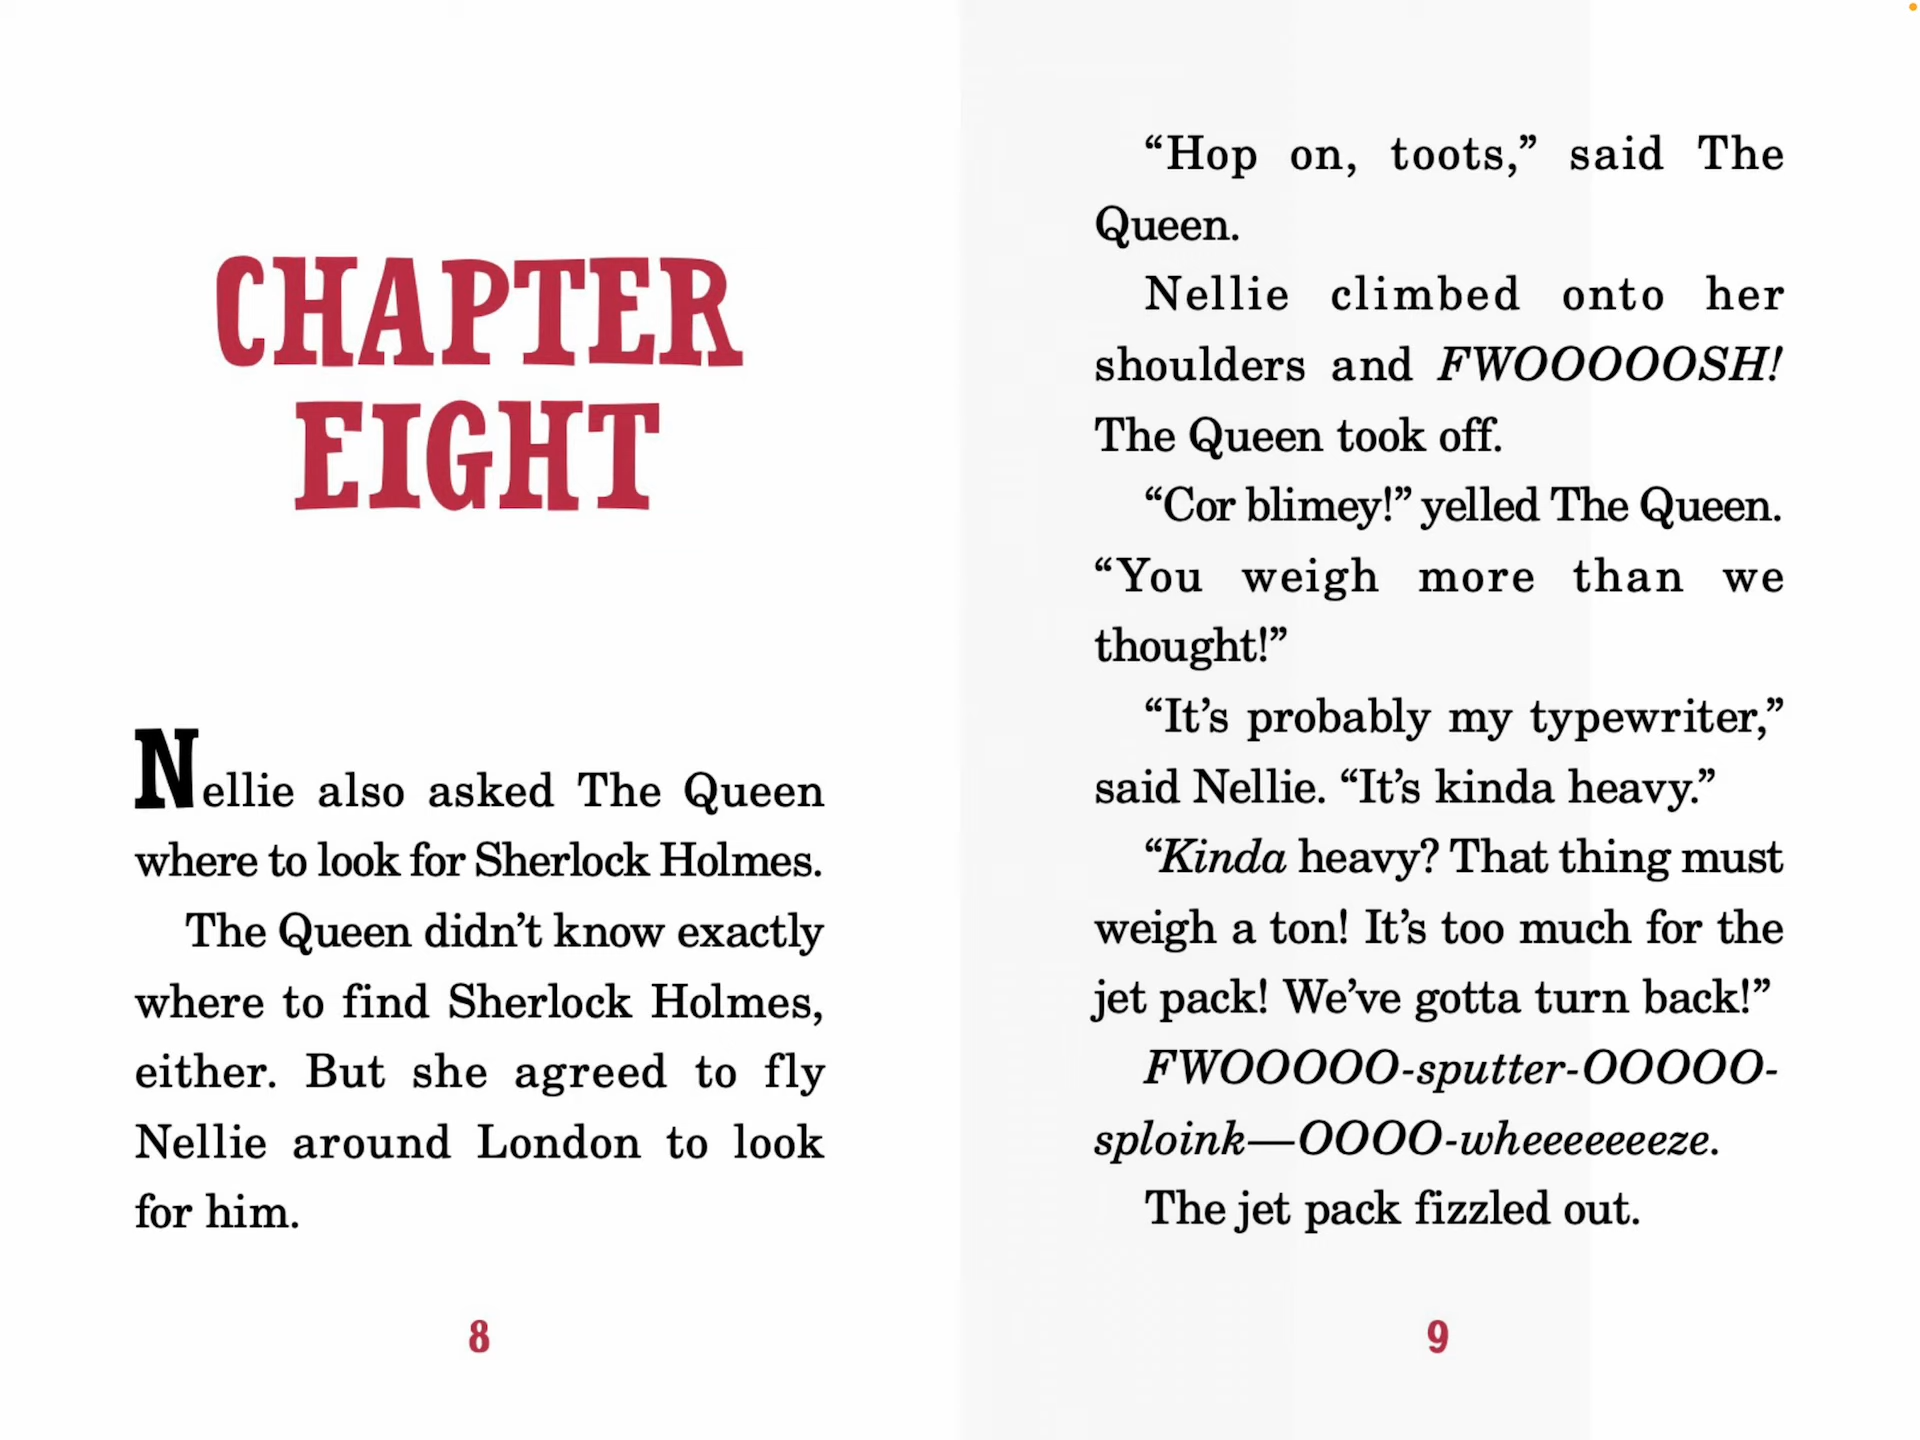 CHAPTER
EIGHT
Nellie also asked The Queen
where to look for Sherlock Holmes.
The Queen didn’t know exactly
where to find Sherlock Holmes,
either. But she agreed to fly
Nellie around London to look
for him.
8
“Hop on, toots,” said The
Queen.
Nellie climbed onto her
shoulders and FWOOOOOSH!
The Queen took off.
“Cor blimey!” yelled The Queen.
“You weigh more than we
thought!”
“It’s probably my typewriter,”
said Nellie. “It’s kinda heavy.”
“Kinda heavy? That thing must
weigh a ton! It’s too much for the
jet pack! We’ve gotta turn back!”
FWOOOOO-sputter-OOOOO-
sploink—OOOO-wheeeeeeeze.
The jet pack fizzled out.
9